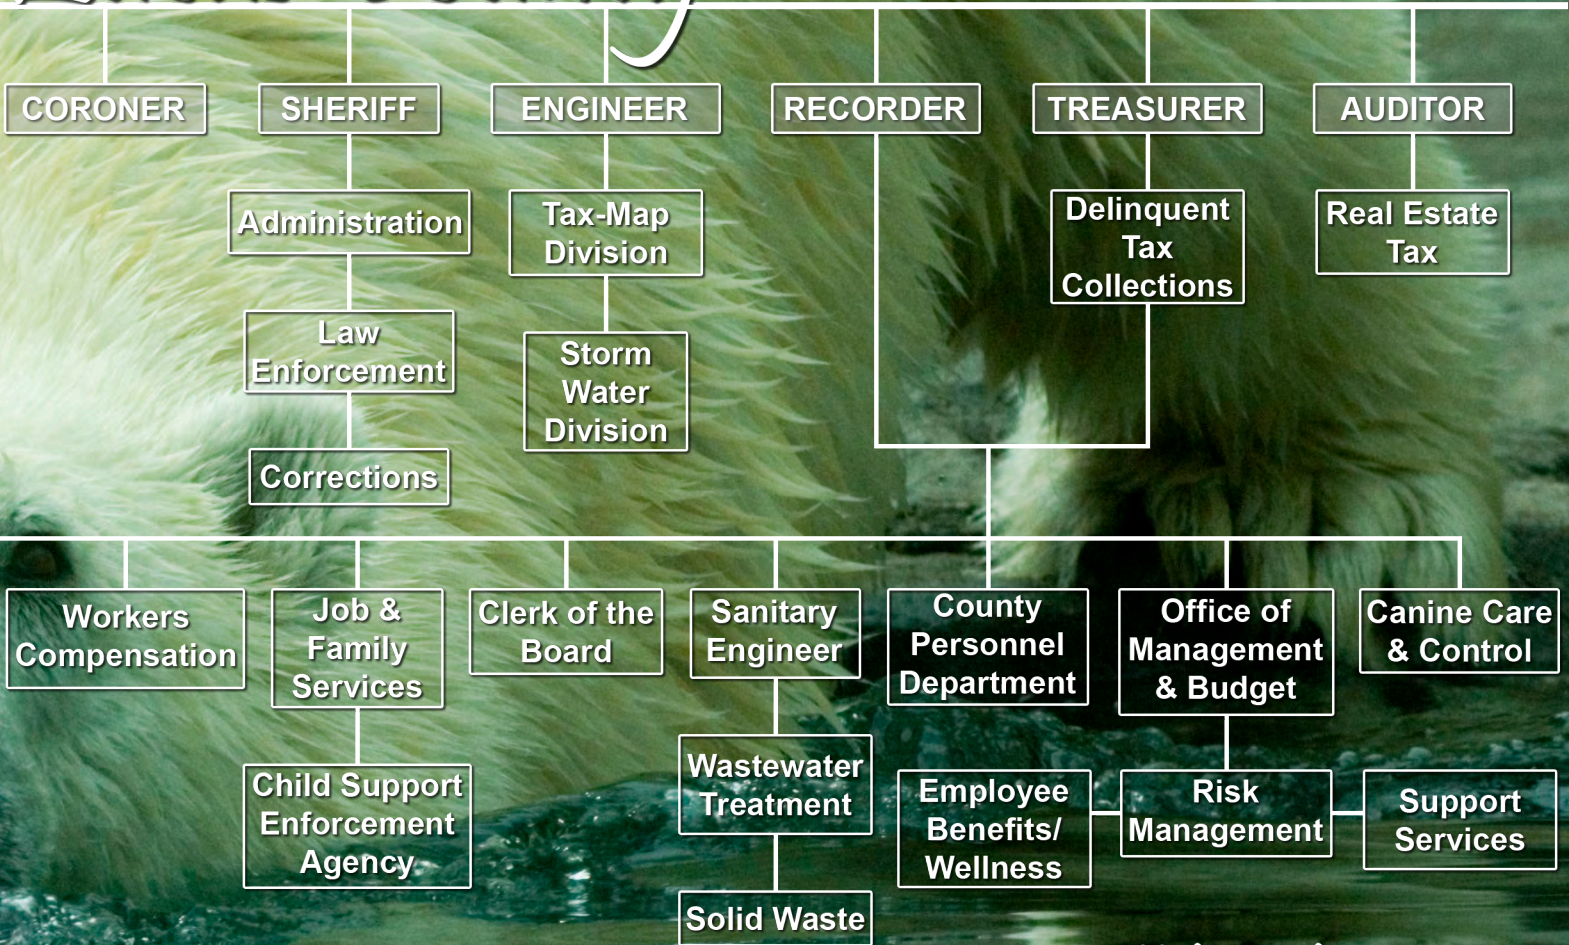 CORONER
SHERIFF
ENGINEER
RECORDER
TREASURER
AUDITOR
Administration
Tax-Map
Division
Delinquent
Tax
Collections
Real Estate
Tax
Law
Enforcement
Storm
Water
Division
Corrections
Workers
Compensation
Job &
Family
Services
Clerk of the
Board
Sanitary
Engineer
County
Personnel
Department
Office of
Management
& Budget
Canine Care
& Control
Child Support
Enforcement
Agency
Wastewater
Treatment
Employee
Benefits/
Wellness
Risk
Management
Support
Services
Solid Waste